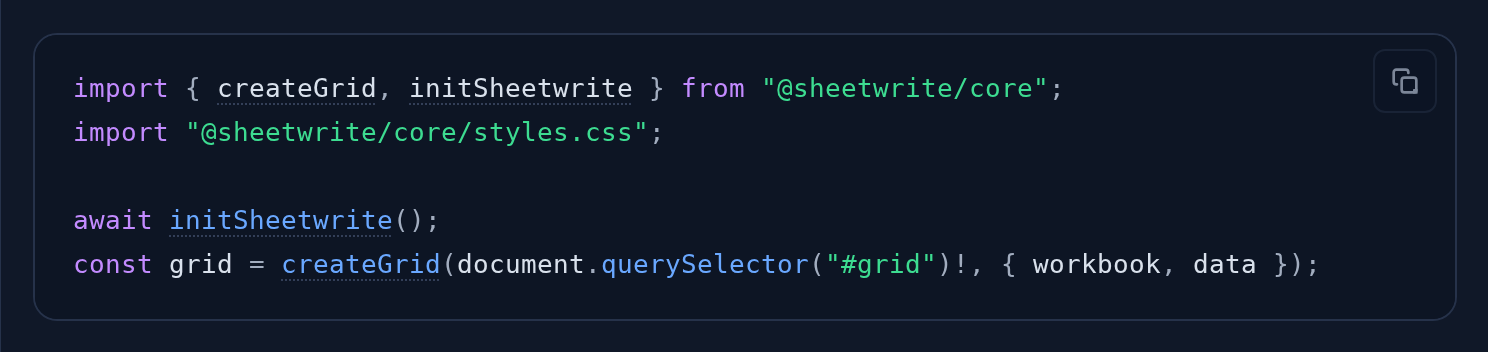 import { createGrid, initSheetwrite } from "@sheetwrite/core";
import "@sheetwrite/core/styles.css";
await initSheetwrite();
const grid = createGrid(document.querySelector("#grid")!, { workbook, data });